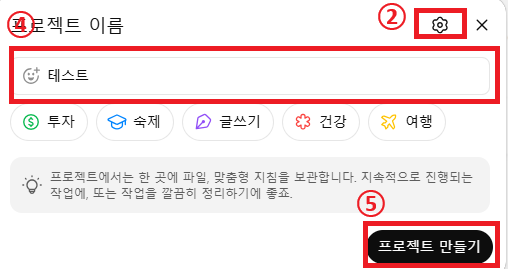 ④ 프로젝트 이름 ②
테스트
투자 숙제 글쓰기 건강 여행
프로젝트에서는 한 곳에 파일, 맞춤형 지침을 보관합니다. 지속적으로 진행되는
작업에, 또는 작업을 깔끔히 정리하기에 좋죠.
⑤
프로젝트 만들기